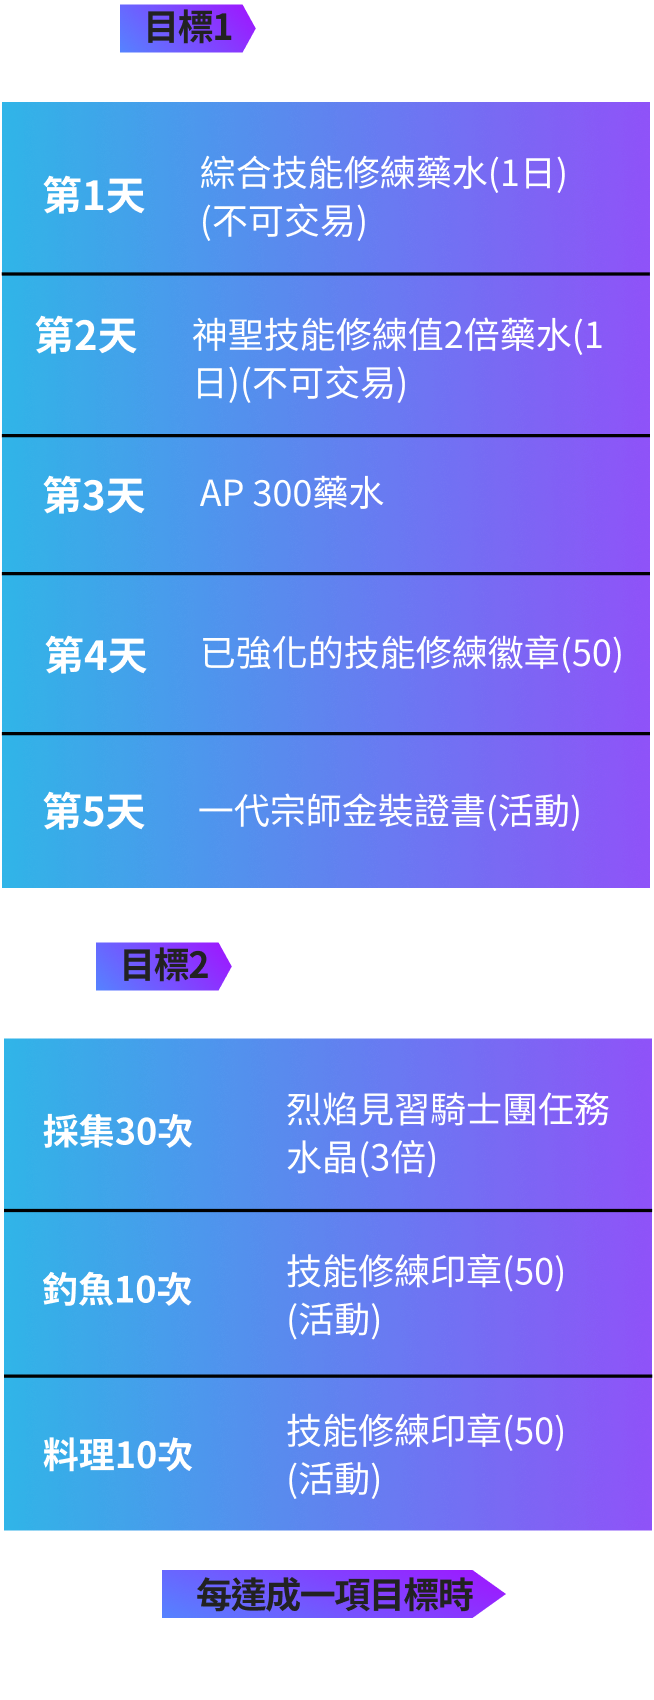 目標1
第1天
綜合技能修練藥水(1日)
(不可交易)
第2天
神聖技能修練值2倍藥水(1
日)(不可交易)
第3天
AP 300藥水
第4天
已強化的技能修練徽章(50)
第5天
一代宗師金裝證書(活動)
目標2
採集30次
烈焰見習騎士團任務
水晶(3倍)
釣魚10次
技能修練印章(50)
(活動)
料理10次
技能修練印章(50)
(活動)
每達成一項目標時